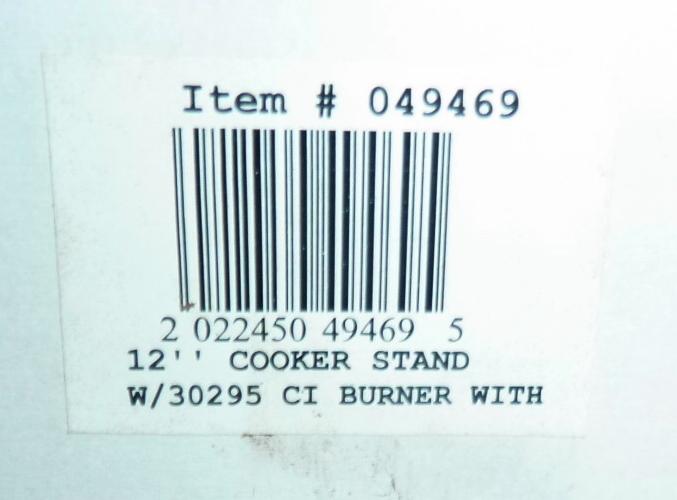 Item # 049469
2 022450 49469 5
12'' COOKER STAND
W/30295 CI BURNER WITH